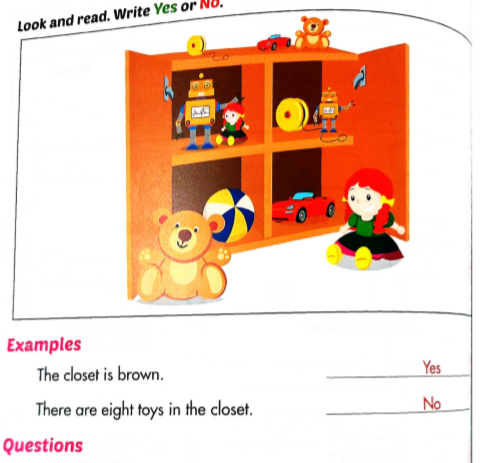 Look and read. Write Yes or No.
Examples
The closet is brown. Yes
There are eight toys in the closet. No
Questions